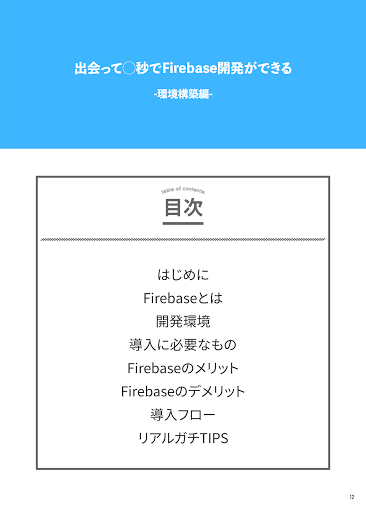 出会って◯秒でFirebase開発ができる
-環境構築編-
table of contents
目次
はじめに
Firebaseとは
開発環境
導入に必要なもの
Firebaseのメリット
Firebaseのデメリット
導入フロー
リアルガチTIPS
12